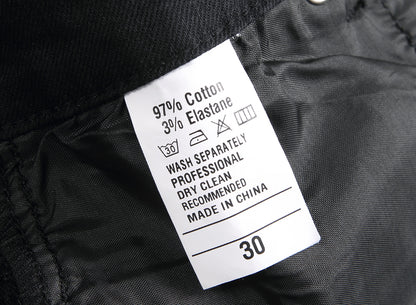 97% Cotton
3% Elastane
30
WASH SEPARATELY
PROFESSIONAL
DRY CLEAN
RECOMMENDED
MADE IN CHINA
30